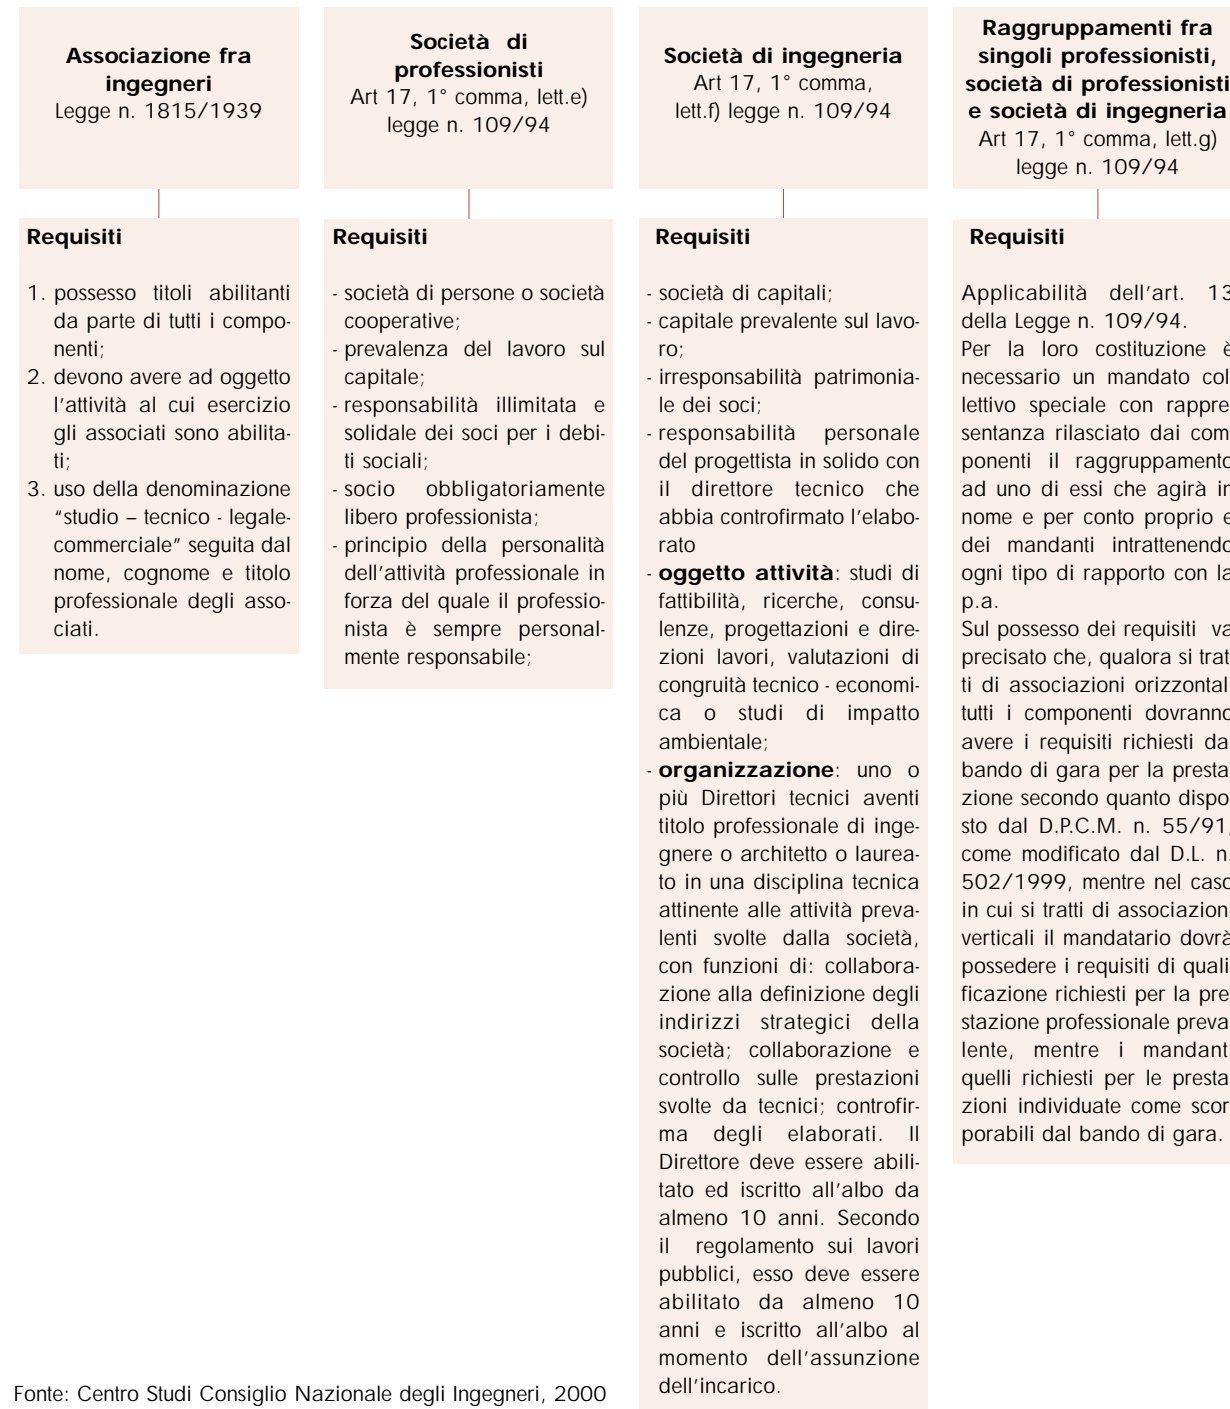 Associazione fra
ingegneri
Legge n. 1815/1939
Società di
professionisti
Art 17, 1° comma, lett.e)
legge n. 109/94
Società di ingegneria
Art 17, 1° comma,
lett.f) legge n. 109/94
Raggruppamenti fra
singoli professionisti,
società di professionisti
e società di ingegneria
Art 17, 1° comma, lett.g)
legge n. 109/94
Requisiti
1. possesso titoli abilitanti
da parte di tutti i compo-
nenti;
2. devono avere ad oggetto
l'attività al cui esercizio
gli associati sono abilita-
ti;
3. uso della denominazione
"studio – tecnico - legale-
commerciale" seguita dal
nome, cognome e titolo
professionale degli asso-
ciati.
Requisiti
- società di persone o società
cooperative;
- prevalenza del lavoro sul
capitale;
- responsabilità illimitata e
solidale dei soci per i debi-
ti sociali;
- socio obbligatoriamente
libero professionista;
- principio della personalità
dell'attività professionale in
forza del quale il professio-
nista è sempre personal-
mente responsabile;
Requisiti
- società di capitali;
- capitale prevalente sul lavo-
ro;
- irresponsabilità patrimonia-
le dei soci;
- responsabilità personale
del progettista in solido con
il direttore tecnico che
abbia controfirmato l'elabo-
rato
- oggetto attività: studi di
fattibilità, ricerche, consu-
lenze, progettazioni e dire-
zioni lavori, valutazioni di
congruità tecnico - economi-
ca o studi di impatto
ambientale;
- organizzazione: uno o
più Direttori tecnici aventi
titolo professionale di inge-
gnere o architetto o laurea-
to in una disciplina tecnica
attinente alle attività preva-
lenti svolte dalla società,
con funzioni di: collabora-
zione alla definizione degli
indirizzi strategici della
società; collaborazione e
controllo sulle prestazioni
svolte da tecnici; controfir-
ma degli elaborati. Il
Direttore deve essere abili-
tato ed iscritto all'albo da
almeno 10 anni. Secondo
il regolamento sui lavori
pubblici, esso deve essere
abilitato da almeno 10
anni e iscritto all'albo al
momento dell'assunzione
dell'incarico.
Requisiti
Applicabilità dell'art. 13
della Legge n. 109/94.
Per la loro costituzione è
necessario un mandato col
lettivo speciale con rappre
sentanza rilasciato dai com
ponenti il raggruppamento
ad uno di essi che agirà in
nome e per conto proprio e
dei mandanti intrattenendo
ogni tipo di rapporto con la
p.a.
Sul possesso dei requisiti va
precisato che, qualora si trat
ti di associazioni orizzontal
tutti i componenti dovranno
avere i requisiti richiesti da
bando di gara per la presta
zione secondo quanto dispo
sto dal D.P.C.M. n. 55/91,
come modificato dal D.L. n.
502/1999, mentre nel caso
in cui si tratti di associazion
verticali il mandatario dovrà
possedere i requisiti di quali
ficazione richiesti per la pre
stazione professionale preva
lente, mentre i mandant
quelli richiesti per le presta
zioni individuate come scor
porabili dal bando di gara.
Fonte: Centro Studi Consiglio Nazionale degli Ingegneri, 2000